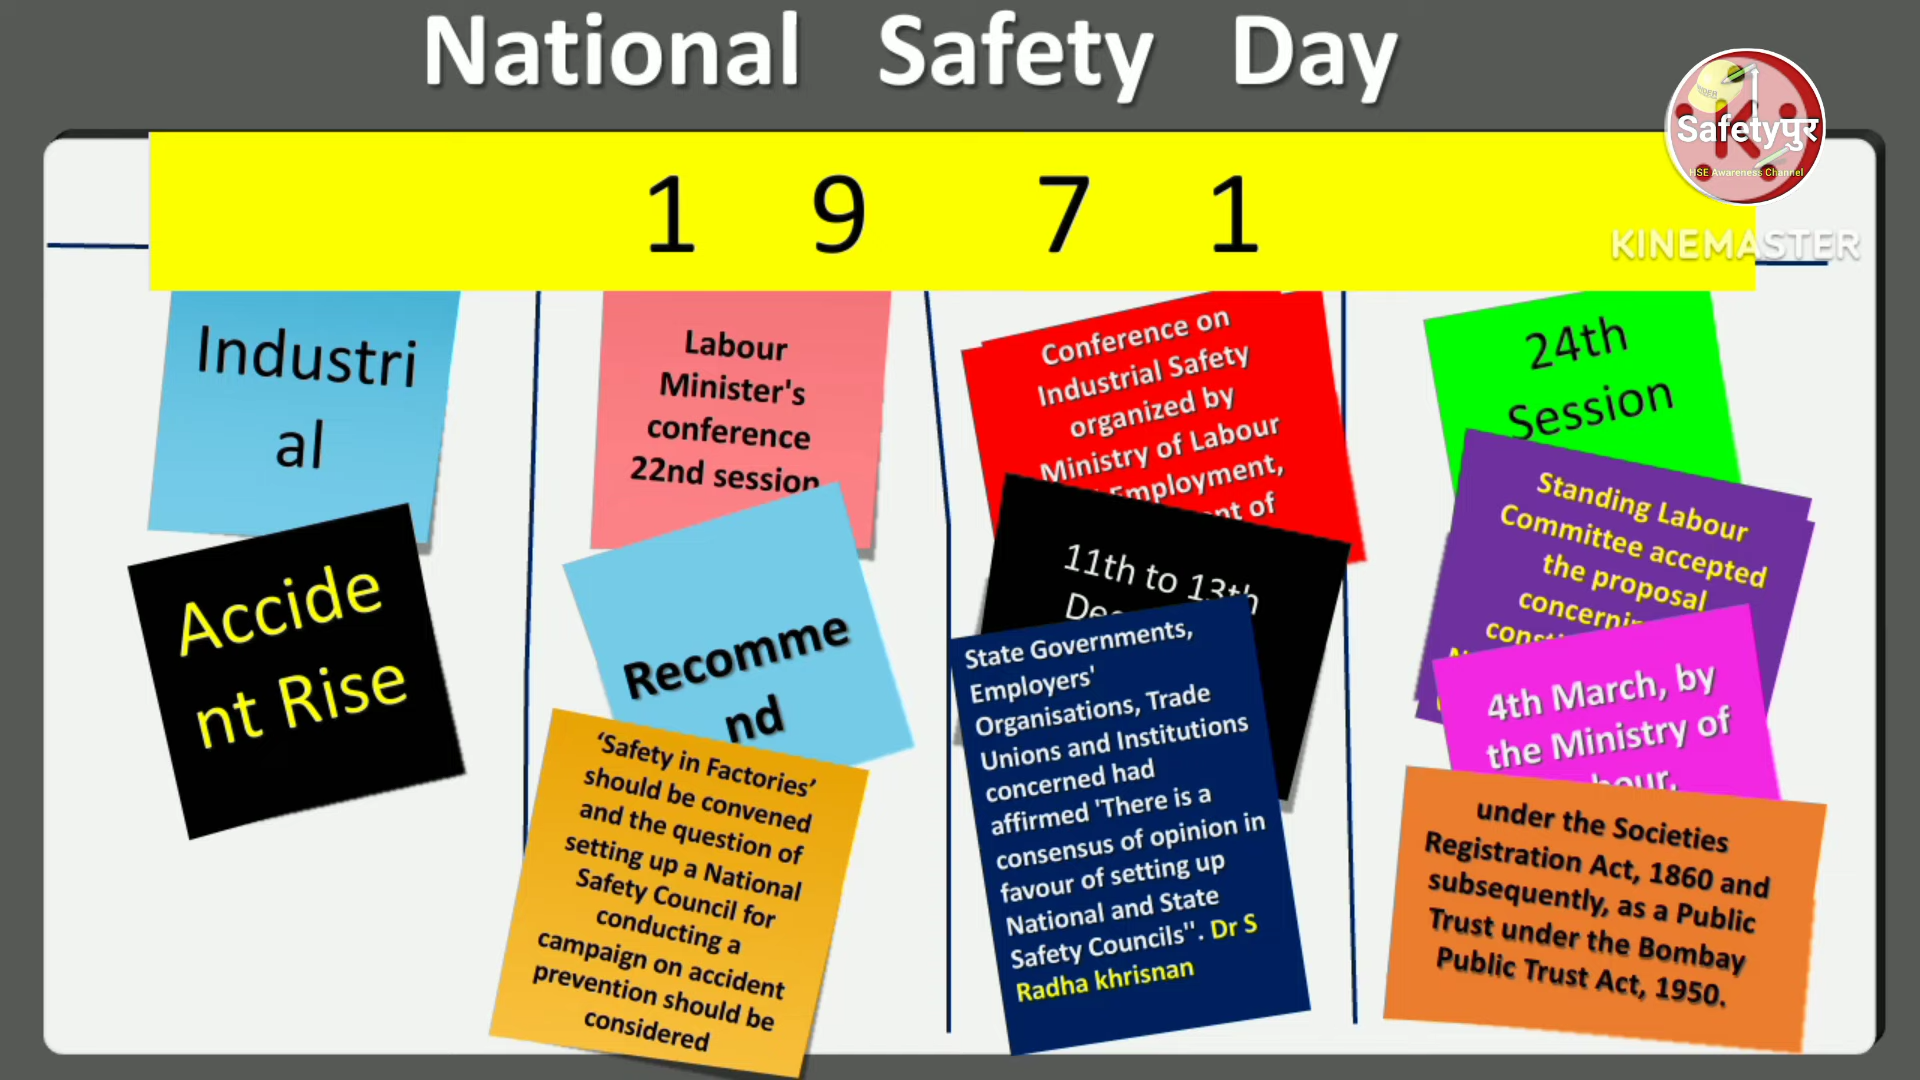 National Safety Day
1 9 7 1
Safetyपुर
HSE Awareness Channel
KINEMASTER
Industri
al
Accide
nt Rise
Labour
Minister's
conference
22nd session
Recomme
nd
‘Safety in Factories’
should be convened
and the question of
setting up a National
Safety Council for
conducting a
campaign on accident
prevention should be
considered
Conference on
Industrial Safety
organized by
Ministry of Labour
Employment,
of
11th to 13th
State Governments,
Employers'
Organisations, Trade
Unions and Institutions
concerned had
affirmed 'There is a
consensus of opinion in
favour of setting up
National and State
Safety Councils". Dr S
Radha khrisnan
24th
Session
Standing Labour
Committee accepted
the proposal
4th March, by
the Ministry of
under the Societies
Registration Act, 1860 and
subsequently, as a Public
Trust under the Bombay
Public Trust Act, 1950.